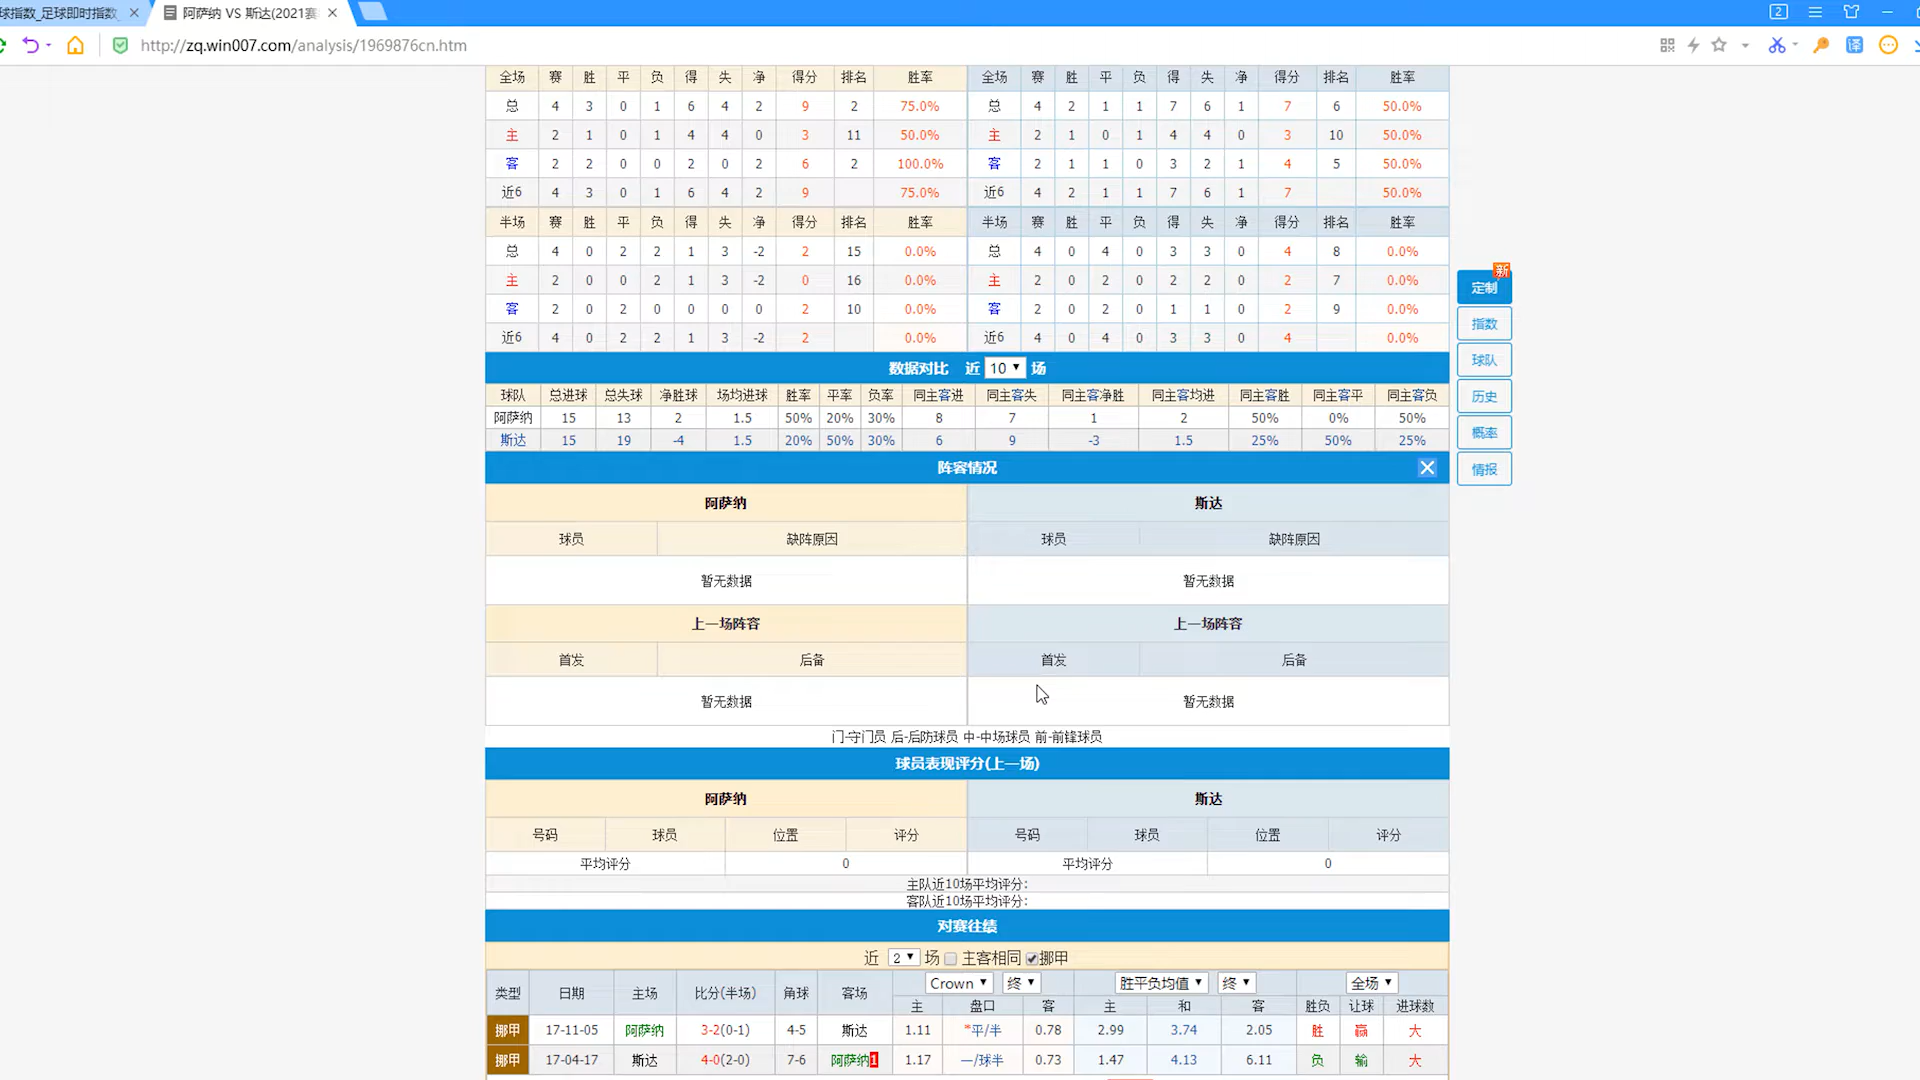 球指数_足球即时指数
阿萨纳 VS 斯达(2021赛
2
http://zq.win007.com/analysis/1969876cn.htm
译
全场 赛 胜 平 负 得 失 净 得分 排名 胜率 全场 赛 胜 平 负 得 失 净 得分 排名 胜率
总 4 3 0 1 6 4 2 9 2 75.0% 总 4 2 1 1 7 6 1 7 6 50.0%
主 2 1 0 1 4 4 0 3 11 50.0% 主 2 1 0 1 4 4 0 3 10 50.0%
客 2 2 0 0 2 0 2 6 2 100.0% 客 2 1 1 0 3 2 1 4 5 50.0%
近6 4 3 0 1 6 4 2 9 75.0% 近6 4 2 1 1 7 6 1 7 50.0%
半场 赛 胜 平 负 得 失 净 得分 排名 胜率 半场 赛 胜 平 负 得 失 净 得分 排名 胜率
总 4 0 2 2 1 3 -2 2 15 0.0% 总 4 0 4 0 3 3 0 4 8 0.0%
主 2 0 0 2 1 3 -2 0 16 0.0% 主 2 0 2 0 2 2 0 2 7 0.0%
客 2 0 2 0 0 0 0 2 10 0.0% 客 2 0 2 0 1 1 0 2 9 0.0%
近6 4 0 2 2 1 3 -2 2 0.0% 近6 4 0 4 0 3 3 0 4 0.0%
新
定制
指数
球队
历史
概率
情报
数据对比 近 10 场
球队 总进球 总失球 净胜球 场均进球 胜率 平率 负率 同主客进 同主客失 同主客净胜 同主客均进 同主客胜 同主客平 同主客负
阿萨纳 15 13 2 1.5 50% 20% 30% 8 7 1 2 50% 0% 50%
斯达 15 19 -4 1.5 20% 50% 30% 6 9 -3 1.5 25% 50% 25%
阵容情况
阿萨纳 斯达
球员 缺阵原因 球员 缺阵原因
暂无数据 暂无数据
上一场阵容 上一场阵容
首发 后备 首发 后备
暂无数据 暂无数据
门-守门员 后-后防球员 中-中场球员 前-前锋球员
球员表现评分(上一场)
阿萨纳 斯达
号码 球员 位置 评分 号码 球员 位置 评分
平均评分 0 平均评分 0
主队近10场平均评分:
客队近10场平均评分:
对赛往绩
近 2 场 主客相同 挪甲
类型 日期 主场 比分(半场) 角球 客场 Crown 终 胜平负均值 终 全场
主 盘口 客 主 和 客 胜负 让球 进球数
挪甲 17-11-05 阿萨纳 3-2(0-1) 4-5 斯达 1.11 *平/半 0.78 2.99 3.74 2.05 胜 赢 大
挪甲 17-04-17 斯达 4-0(2-0) 7-6 阿萨纳1 1.17 一/球半 0.73 1.47 4.13 6.11 负 输 大